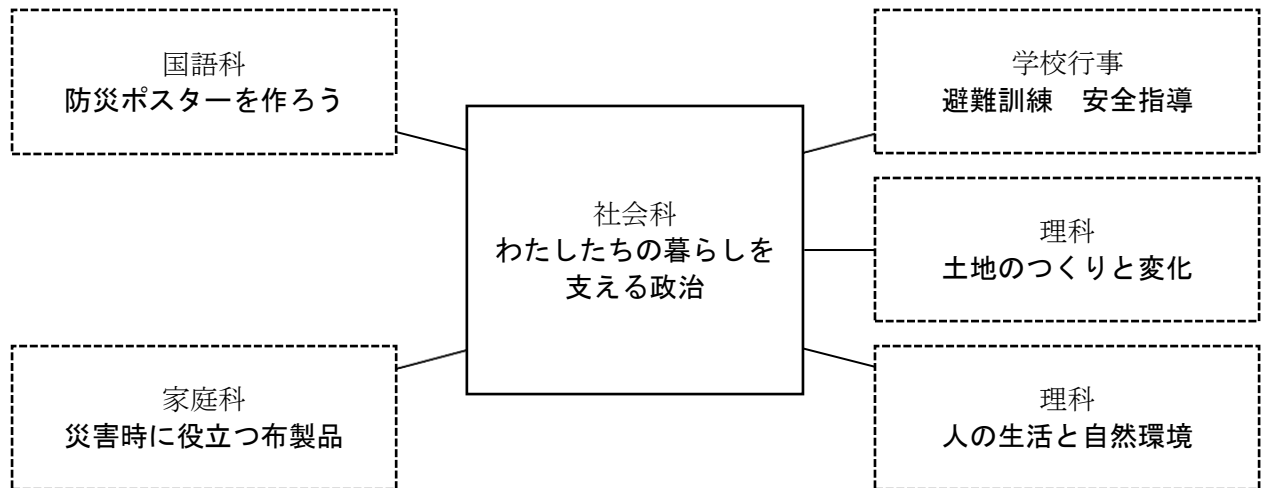 国語科
防災ポスターを作ろう
学校行事
避難訓練　安全指導
社会科
わたしたちの暮らしを
支える政治
理科
土地のつくりと変化
家庭科
災害時に役立つ布製品
理科
人の生活と自然環境